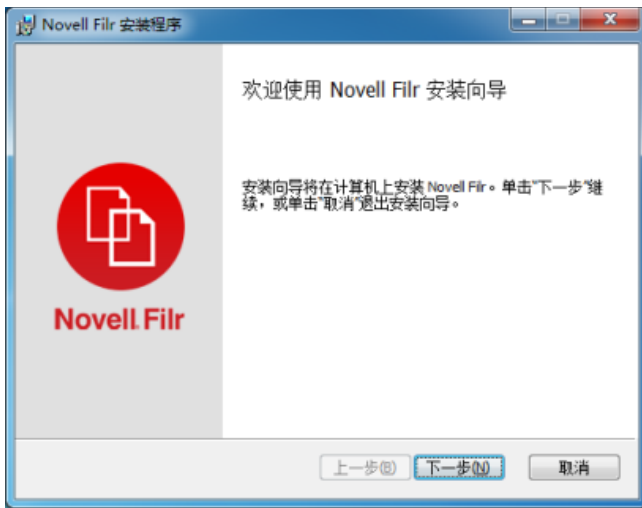 Novell Filr 安装程序
欢迎使用 Novell Filr 安装向导
安装向导将在计算机上安装 Novell Filr。单击"下一步"继
续，或单击"取消"退出安装向导。
Novell Filr
上一步(B) 下一步(N) 取消